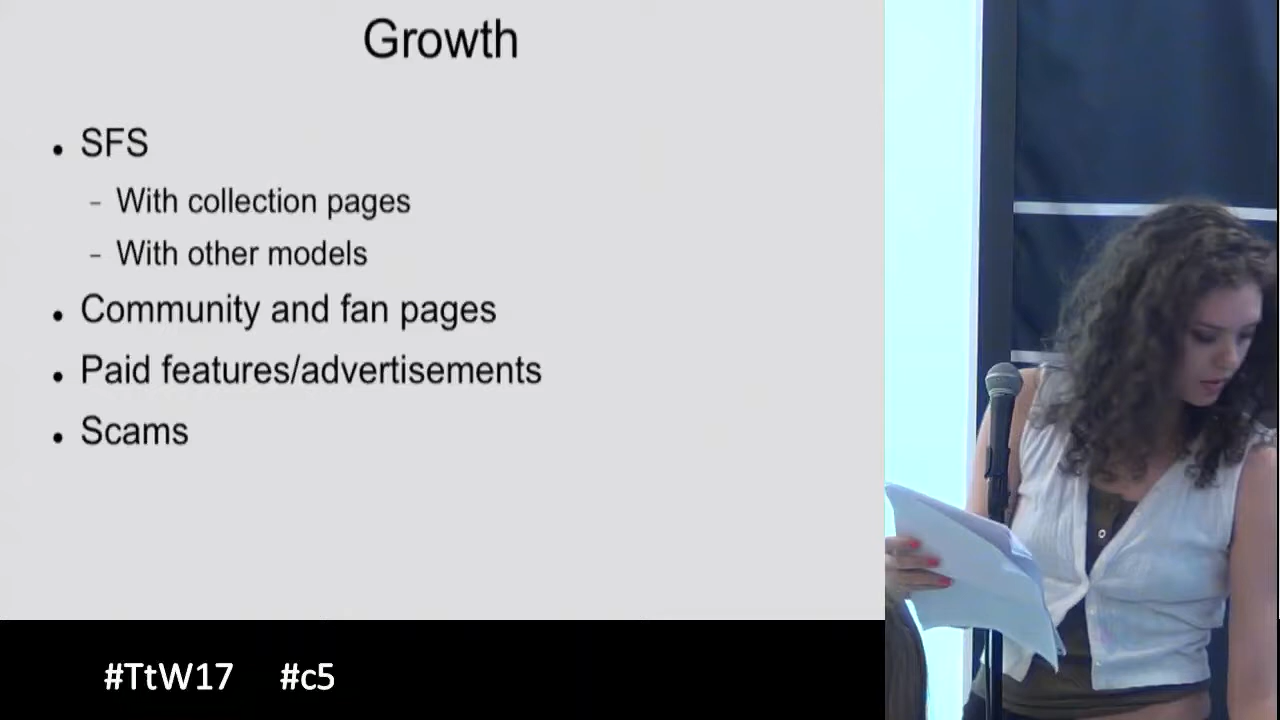 Growth
• SFS
– With collection pages
– With other models
• Community and fan pages
• Paid features/advertisements
• Scams
#TtW17 #c5